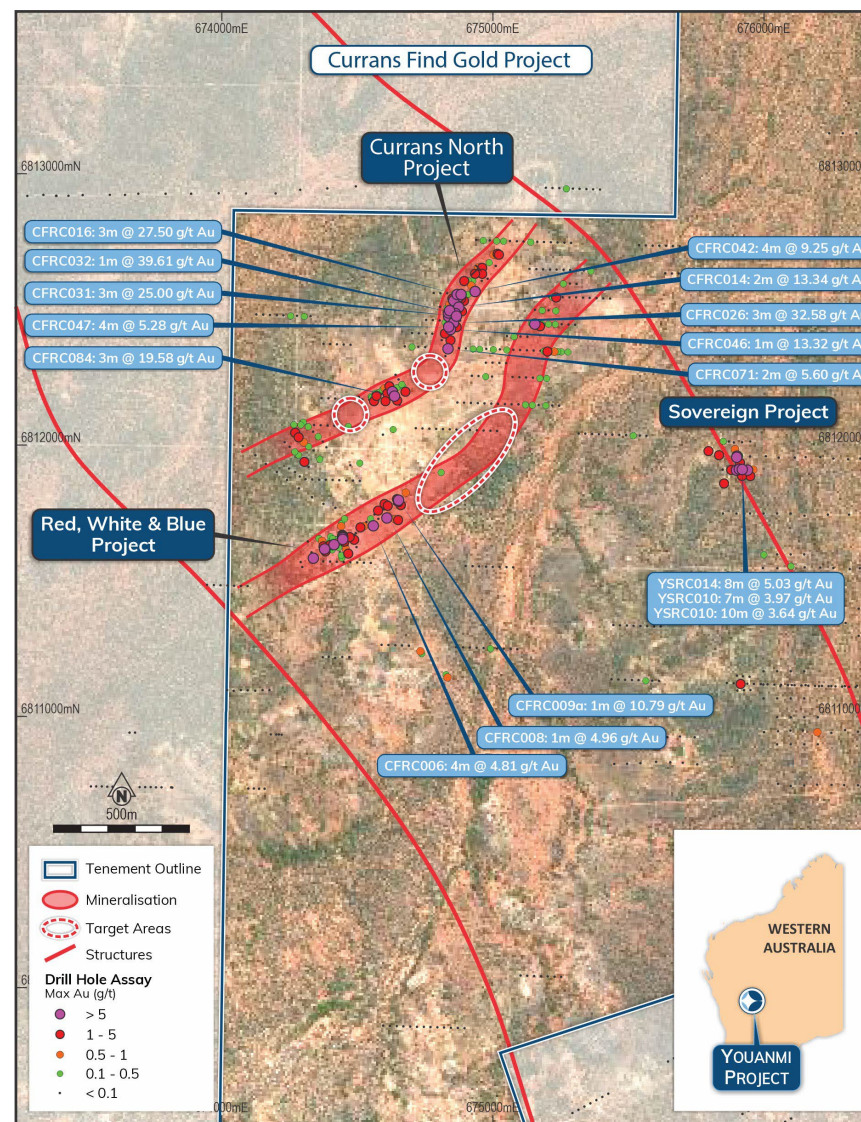 674000mE
675000mE
676000mE
Currans Find Gold Project
6813000mN
6813000
Currans North
Project
CFRC016: 3m @ 27.50 g/t Au
CFRC032: 1m @ 39.61 g/t Au
CFRC031: 3m @ 25.00 g/t Au
CFRC047: 4m @ 5.28 g/t Au
CFRC084: 3m @ 19.58 g/t Au
CFRC042: 4m @ 9.25 g/t A
CFRC014: 2m @ 13.34 g/t A
CFRC026: 3m @ 32.58 g/t A
CFRC046: 1m @ 13.32 g/t A
CFRC071: 2m @ 5.60 g/t A
Sovereign Project
6812000mN
6812000
Red, White & Blue
Project
YSRC014: 8m @ 5.03 g/t Au
YSRC010: 7m @ 3.97 g/t Au
YSRC010: 10m @ 3.64 g/t Au
6811000mN
6811000
CFRC009a: 1m @ 10.79 g/t Au
CFRC008: 1m @ 4.96 g/t Au
CFRC006: 4m @ 4.81 g/t Au
N
500m
Tenement Outline
Mineralisation
Target Areas
Structures
Drill Hole Assay
Max Au (g/t)
> 5
1 - 5
0.5 - 1
0.1 - 0.5
< 0.1
000mE
675000mE
WESTERN
AUSTRALIA
YOUANMI
PROJECT